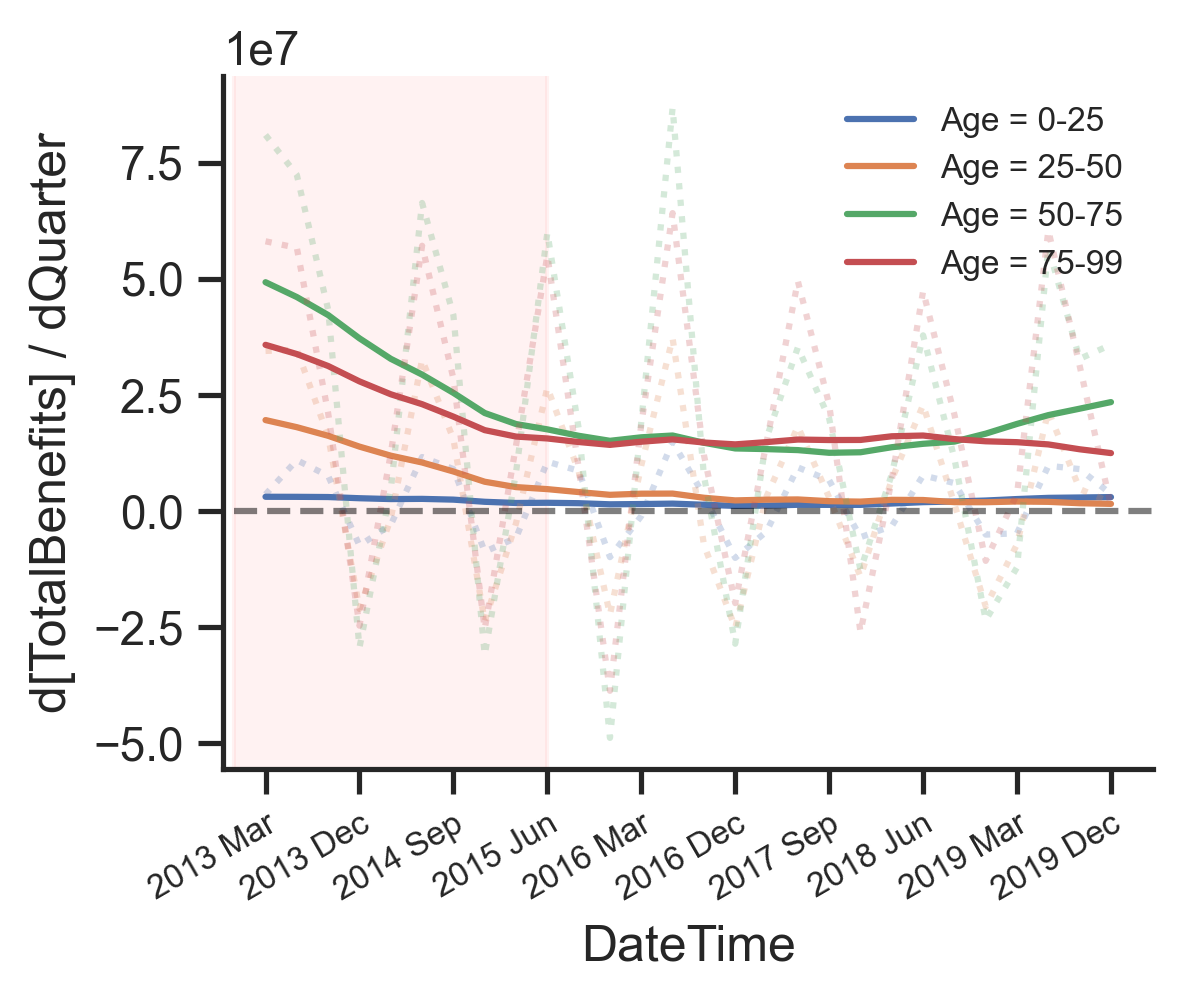 1e7
d[TotalBenefits] / dQuarter
7.5
5.0
2.5
0.0
−2.5
−5.0
Age = 0-25
Age = 25-50
Age = 50-75
Age = 75-99
2013 Mar
2013 Dec
2014 Sep
2015 Jun
2016 Mar
2016 Dec
2017 Sep
2018 Jun
2019 Mar
2019 Dec
DateTime